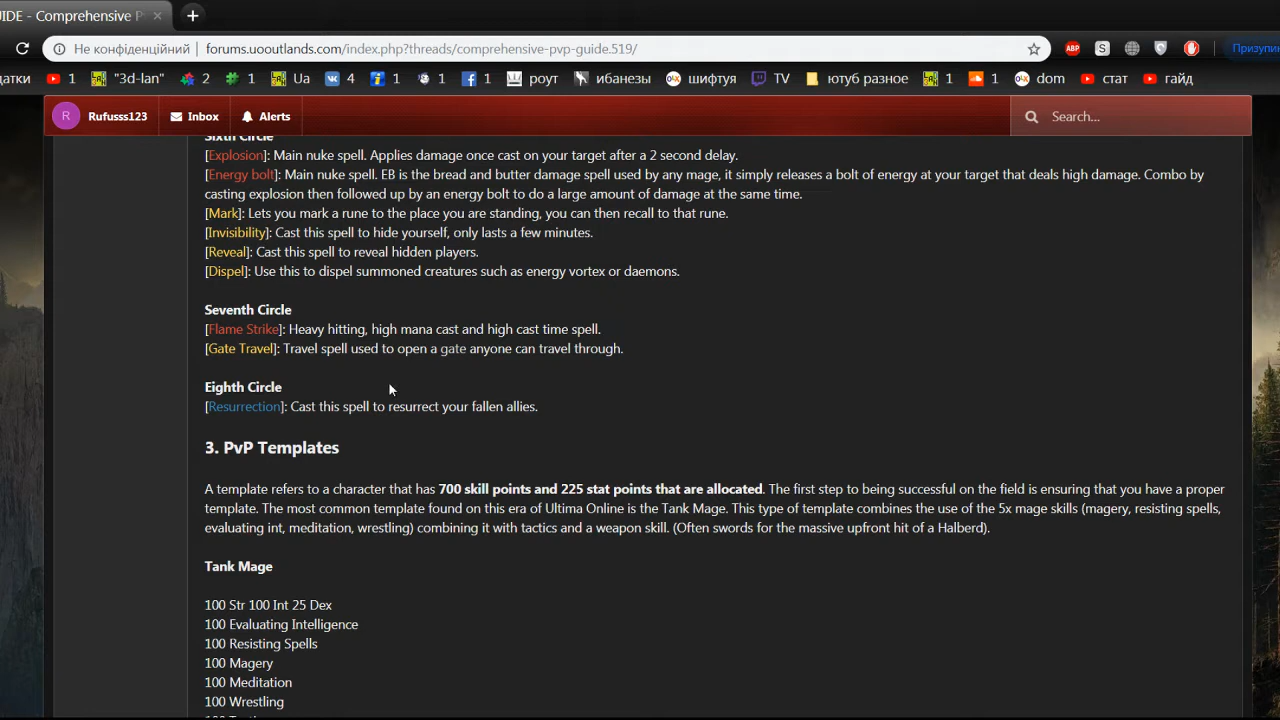 IDE - Comprehensive P
Не конфіденційний
forums.uooutlands.com/index.php?threads/comprehensive-pvp-guide.519/
ABP
S
Призупин
датки
1
"3d-lan"
2
1
Ua
4
1
1
1
роут
ибанезы
шифтуя
TV
ютуб разное
1
1
dom
стат
гайд
R
Rufusss123
Inbox
Alerts
Search...
Sixth Circle
[Explosion]: Main nuke spell. Applies damage once cast on your target after a 2 second delay.
[Energy bolt]: Main nuke spell. EB is the bread and butter damage spell used by any mage, it simply releases a bolt of energy at your target that deals high damage. Combo by
casting explosion then followed up by an energy bolt to do a large amount of damage at the same time.
[Mark]: Lets you mark a rune to the place you are standing, you can then recall to that rune.
[Invisibility]: Cast this spell to hide yourself, only lasts a few minutes.
[Reveal]: Cast this spell to reveal hidden players.
[Dispel]: Use this to dispel summoned creatures such as energy vortex or daemons.
Seventh Circle
[Flame Strike]: Heavy hitting, high mana cast and high cast time spell.
[Gate Travel]: Travel spell used to open a gate anyone can travel through.
Eighth Circle
[Resurrection]: Cast this spell to resurrect your fallen allies.
3. PvP Templates
A template refers to a character that has 700 skill points and 225 stat points that are allocated. The first step to being successful on the field is ensuring that you have a proper
template. The most common template found on this era of Ultima Online is the Tank Mage. This type of template combines the use of the 5x mage skills (magery, resisting spells,
evaluating int, meditation, wrestling) combining it with tactics and a weapon skill. (Often swords for the massive upfront hit of a Halberd).
Tank Mage
100 Str 100 Int 25 Dex
100 Evaluating Intelligence
100 Resisting Spells
100 Magery
100 Meditation
100 Wrestling